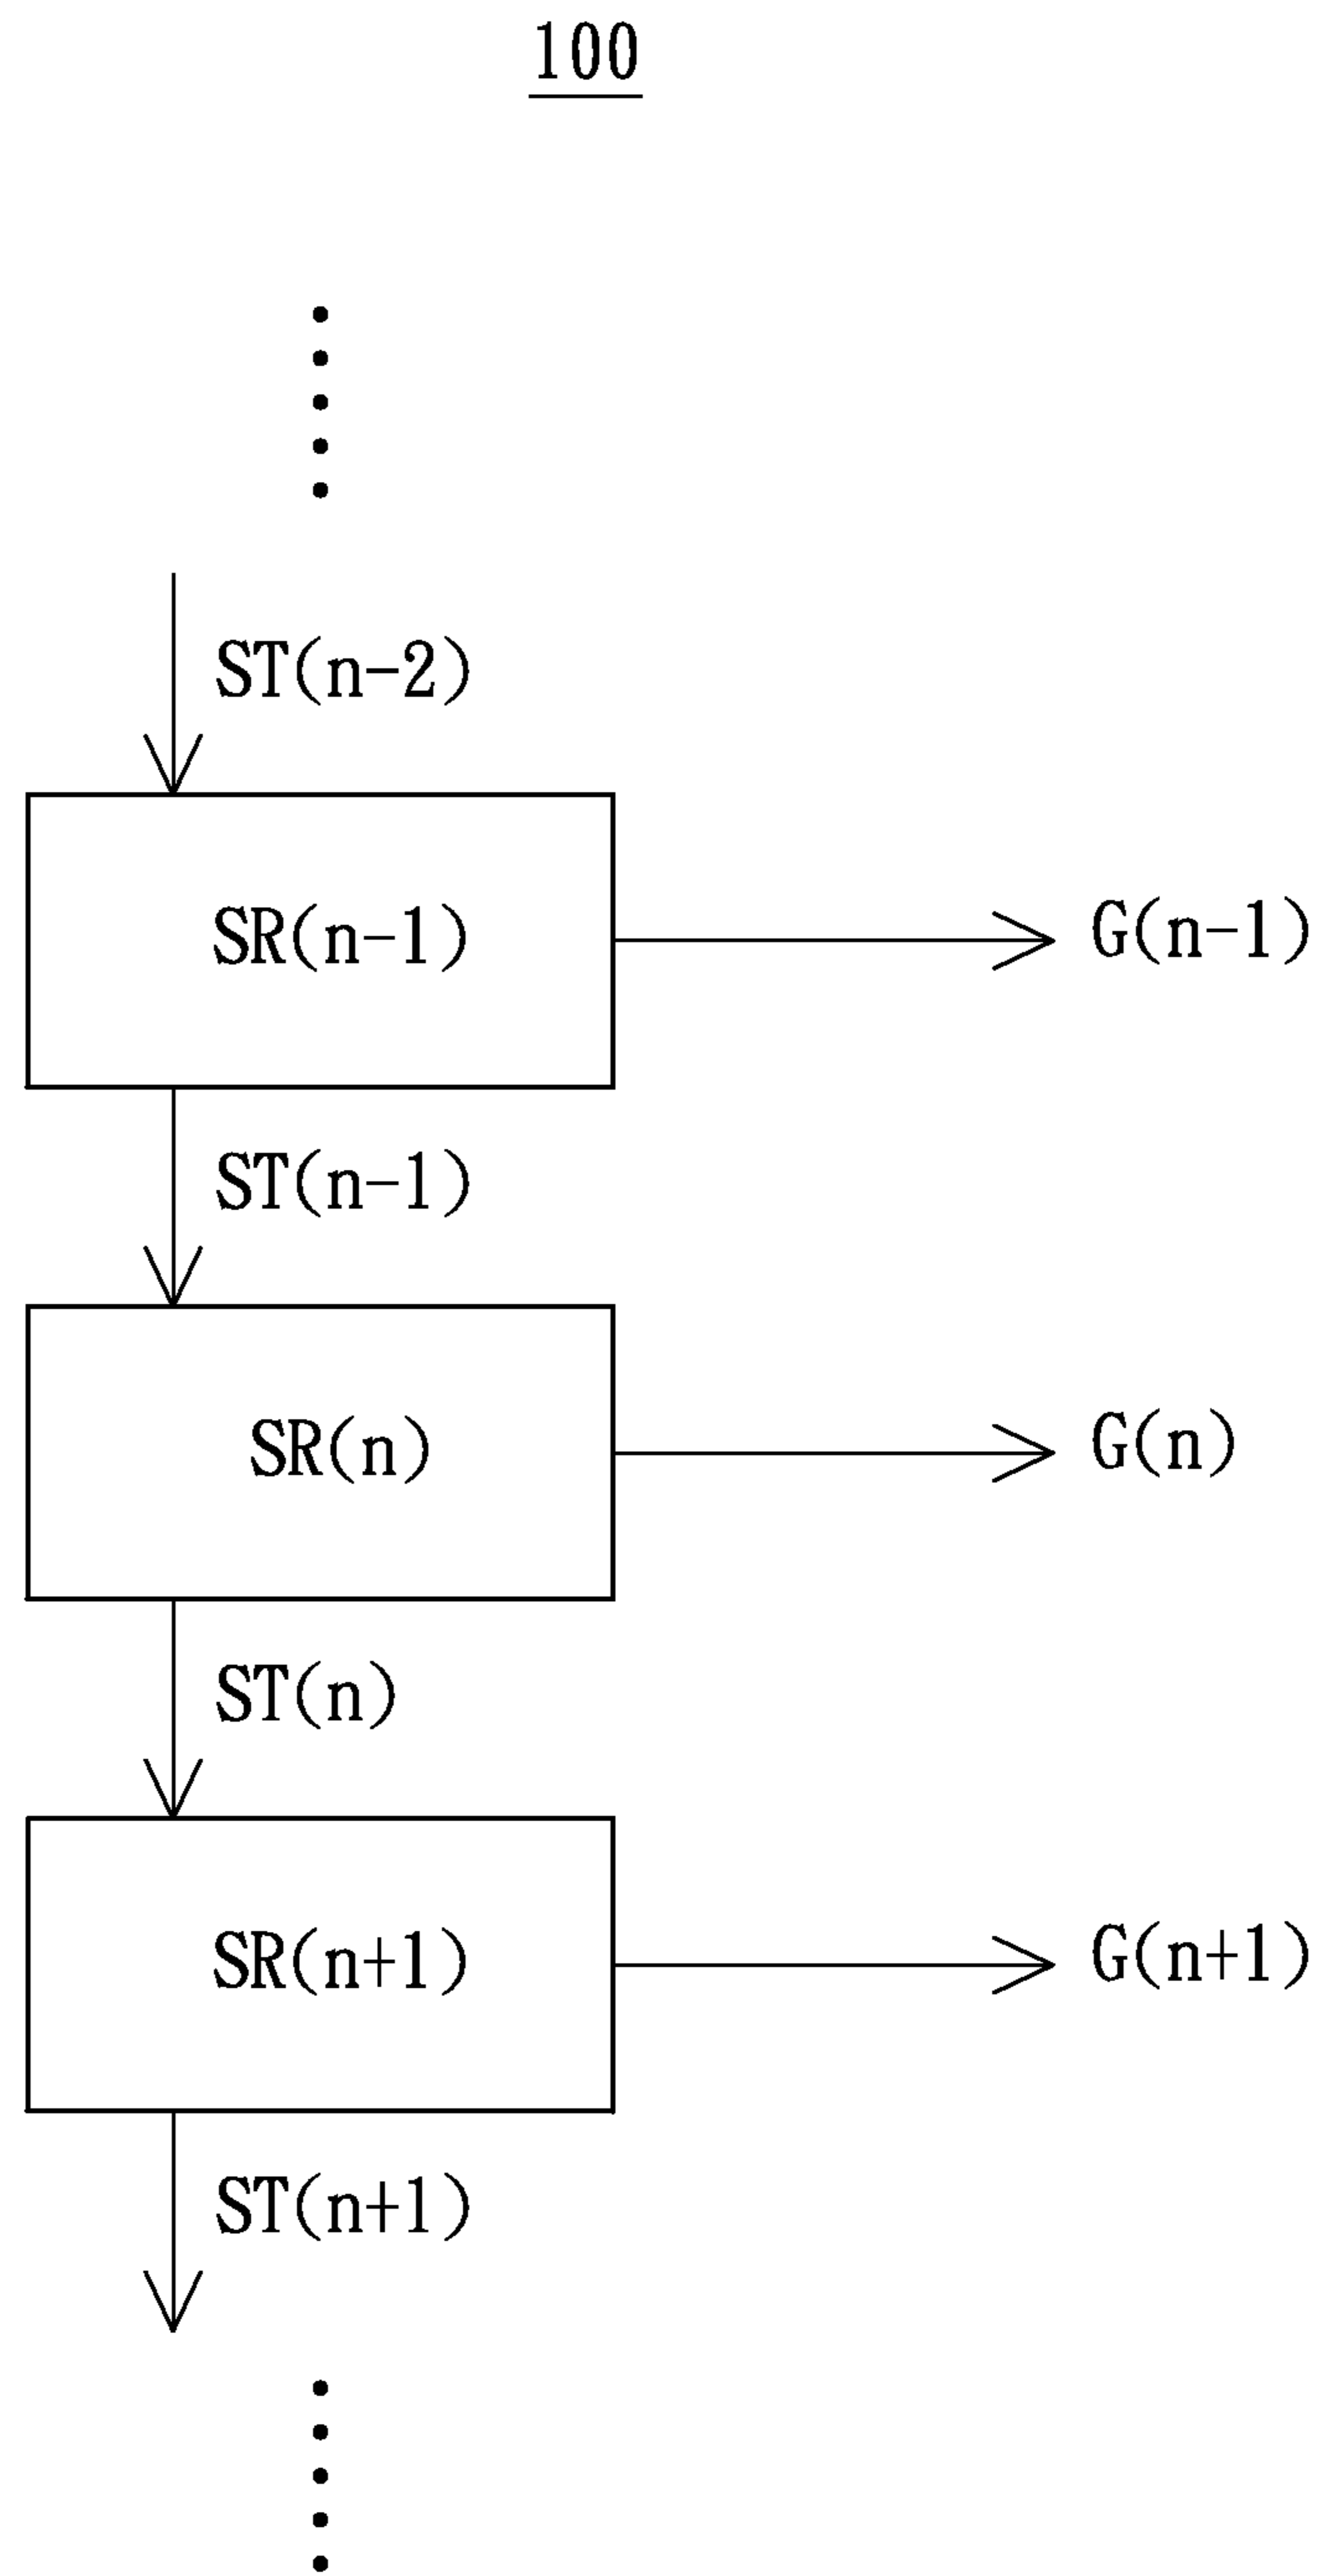 100
ST(n-2)
SR(n-1)
G(n-1)
ST(n-1)
SR(n)
G(n)
ST(n)
SR(n+1)
G(n+1)
ST(n+1)